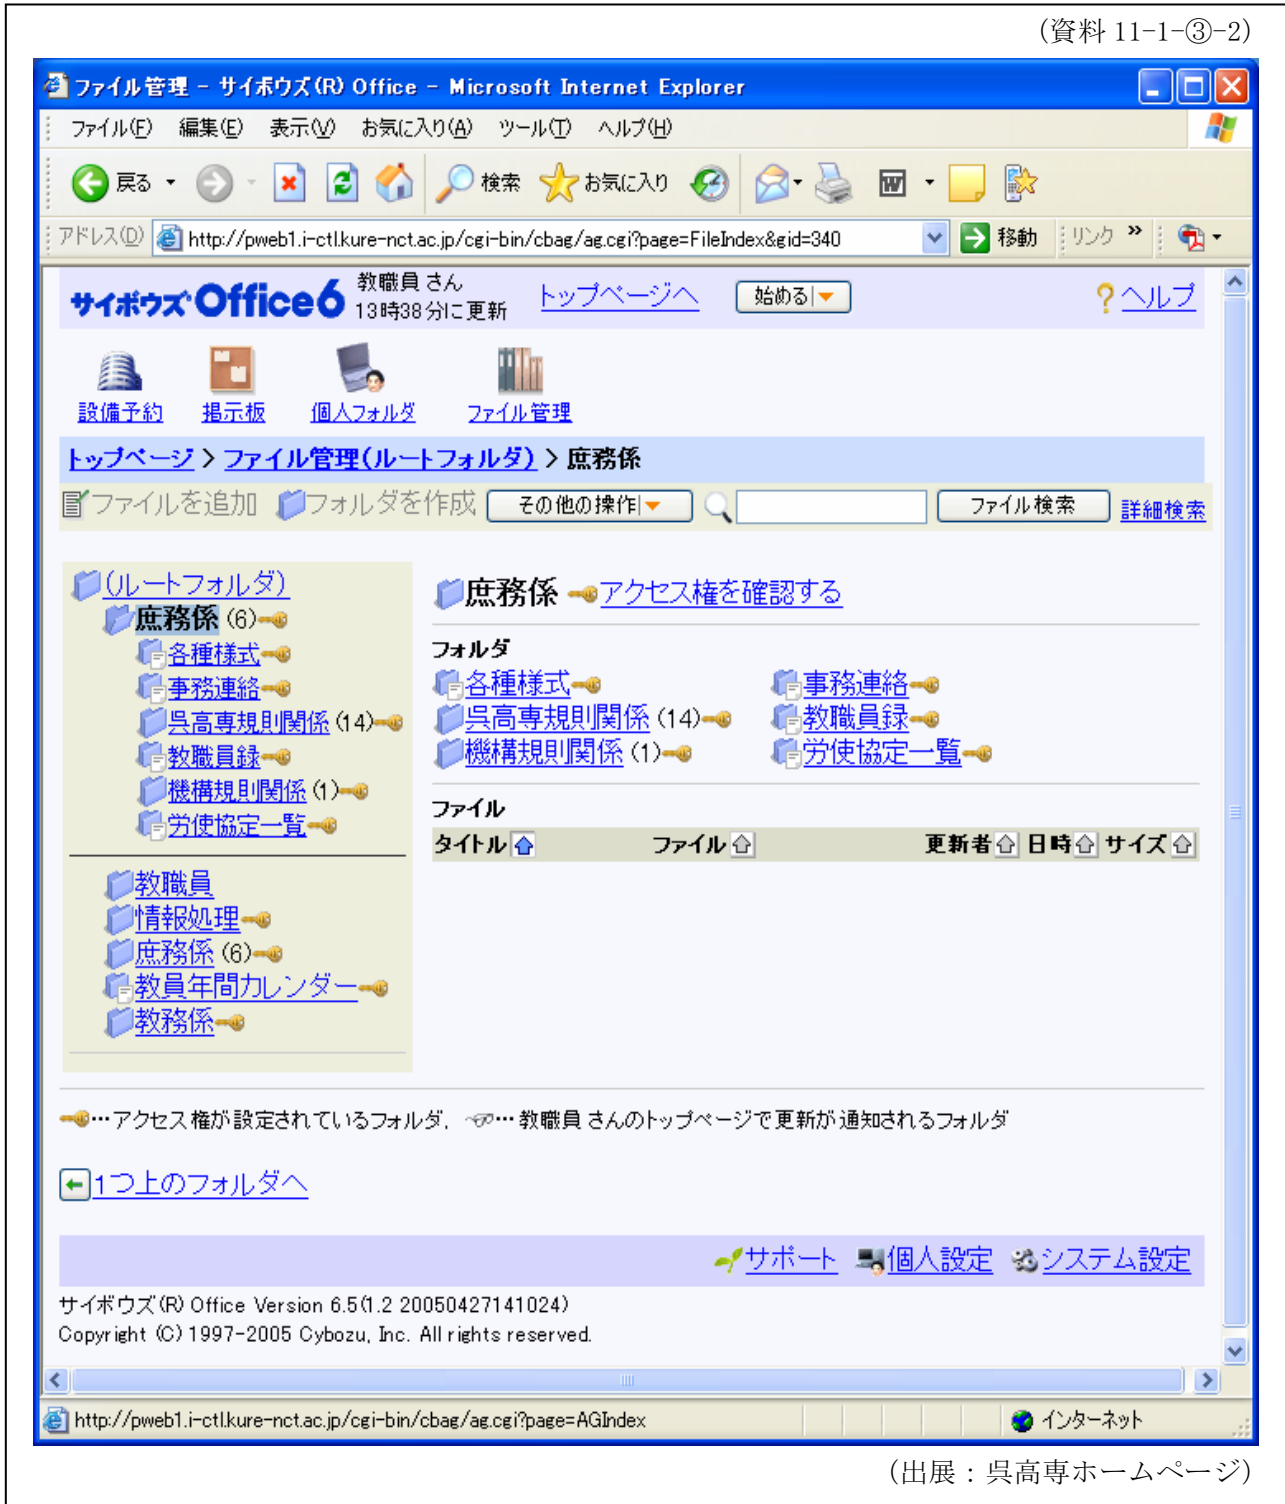 (資料 11-1-③-2)
ファイル管理 - サイボウズ(R) Office - Microsoft Internet Explorer
ファイル(F) 編集(E) 表示(V) お気に入り(A) ツール(T) ヘルプ(H)
戻る 検索 お気に入り
アドレス(D) http://pweb1.i-ctl.kure-nct.ac.jp/cgi-bin/cbag/ag.cgi?page=FileIndex&gid=340 移動 リンク »
サイボウズ Office6 教職員 さん トップページへ 始める ヘルプ
13時38分に更新
設備予約 掲示板 個人フォルダ ファイル管理
トップページ > ファイル管理(ルートフォルダ) > 庶務係
ファイルを追加 フォルダを作成 その他の操作 ファイル検索 詳細検索
(ルートフォルダ)
庶務係 (6)
各種様式
事務連絡
呉高専規則関係 (14)
教職員録
機構規則関係 (1)
労使協定一覧
教職員
情報処理
庶務係 (6)
教員年間カレンダー
教務係
庶務係 アクセス権を確認する
フォルダ
各種様式 事務連絡
呉高専規則関係 (14) 教職員録
機構規則関係 (1) 労使協定一覧
ファイル
タイトル ファイル 更新者 日時 サイズ
…アクセス権が設定されているフォルダ, …教職員 さんのトップページで更新が通知されるフォルダ
1つ上のフォルダへ
サポート 個人設定 システム設定
サイボウズ(R) Office Version 6.5(1.2 20050427141024)
Copyright (C) 1997-2005 Cybozu, Inc. All rights reserved.
http://pweb1.i-ctl.kure-nct.ac.jp/cgi-bin/cbag/ag.cgi?page=AGIndex インターネット
(出展：呉高専ホームページ)